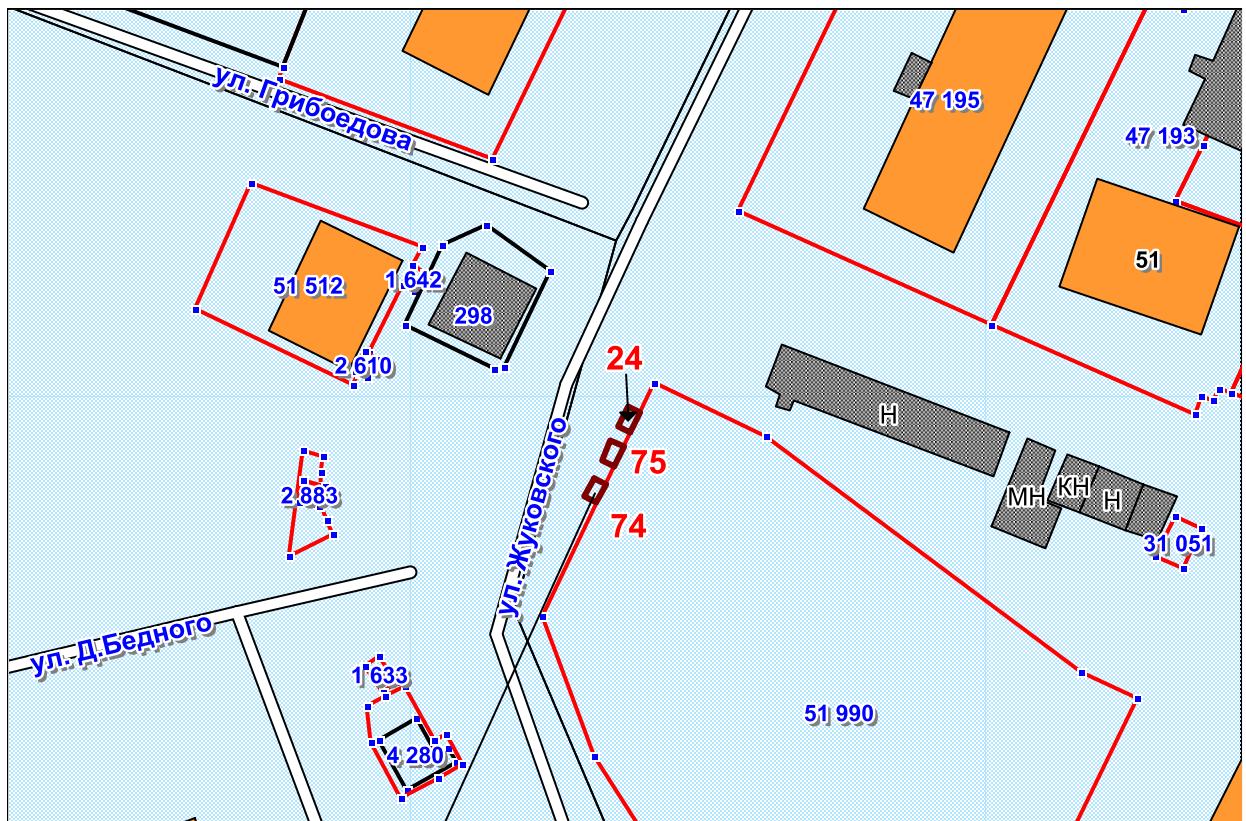 ул. Грибоедова
47 195
47 193
51 512
1 642
298
51
2 610
24
Н
75
ул. Жуковского
74
2 883
МН
КН
Н
31 051
ул. Д.Бедного
1 633
4 280
51 990